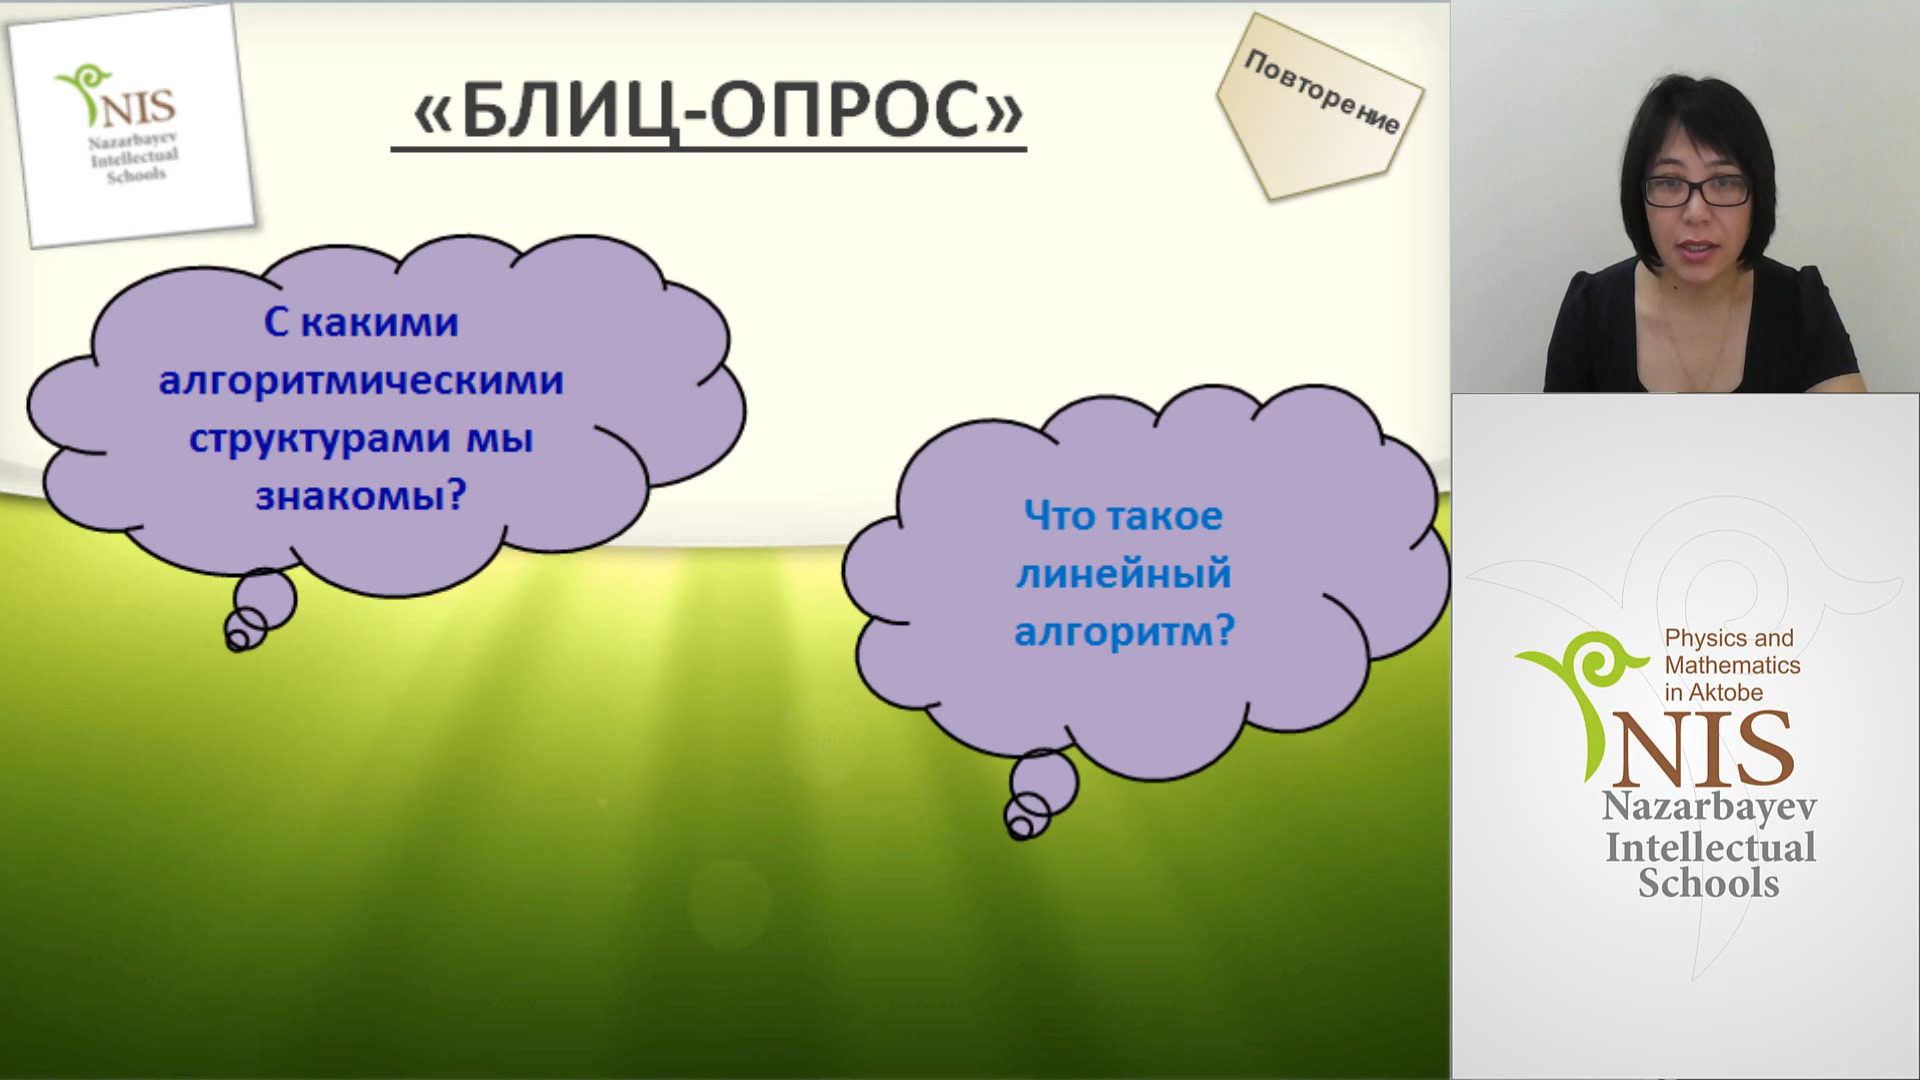 NIS
Nazarbayev
Intellectual
Schools
«БЛИЦ-ОПРОС»
Повторение
С какими
алгоритмическими
структурами мы
знакомы?
Что такое
линейный
алгоритм?
Physics and
Mathematics
in Aktobe
NIS
Nazarbayev
Intellectual
Schools